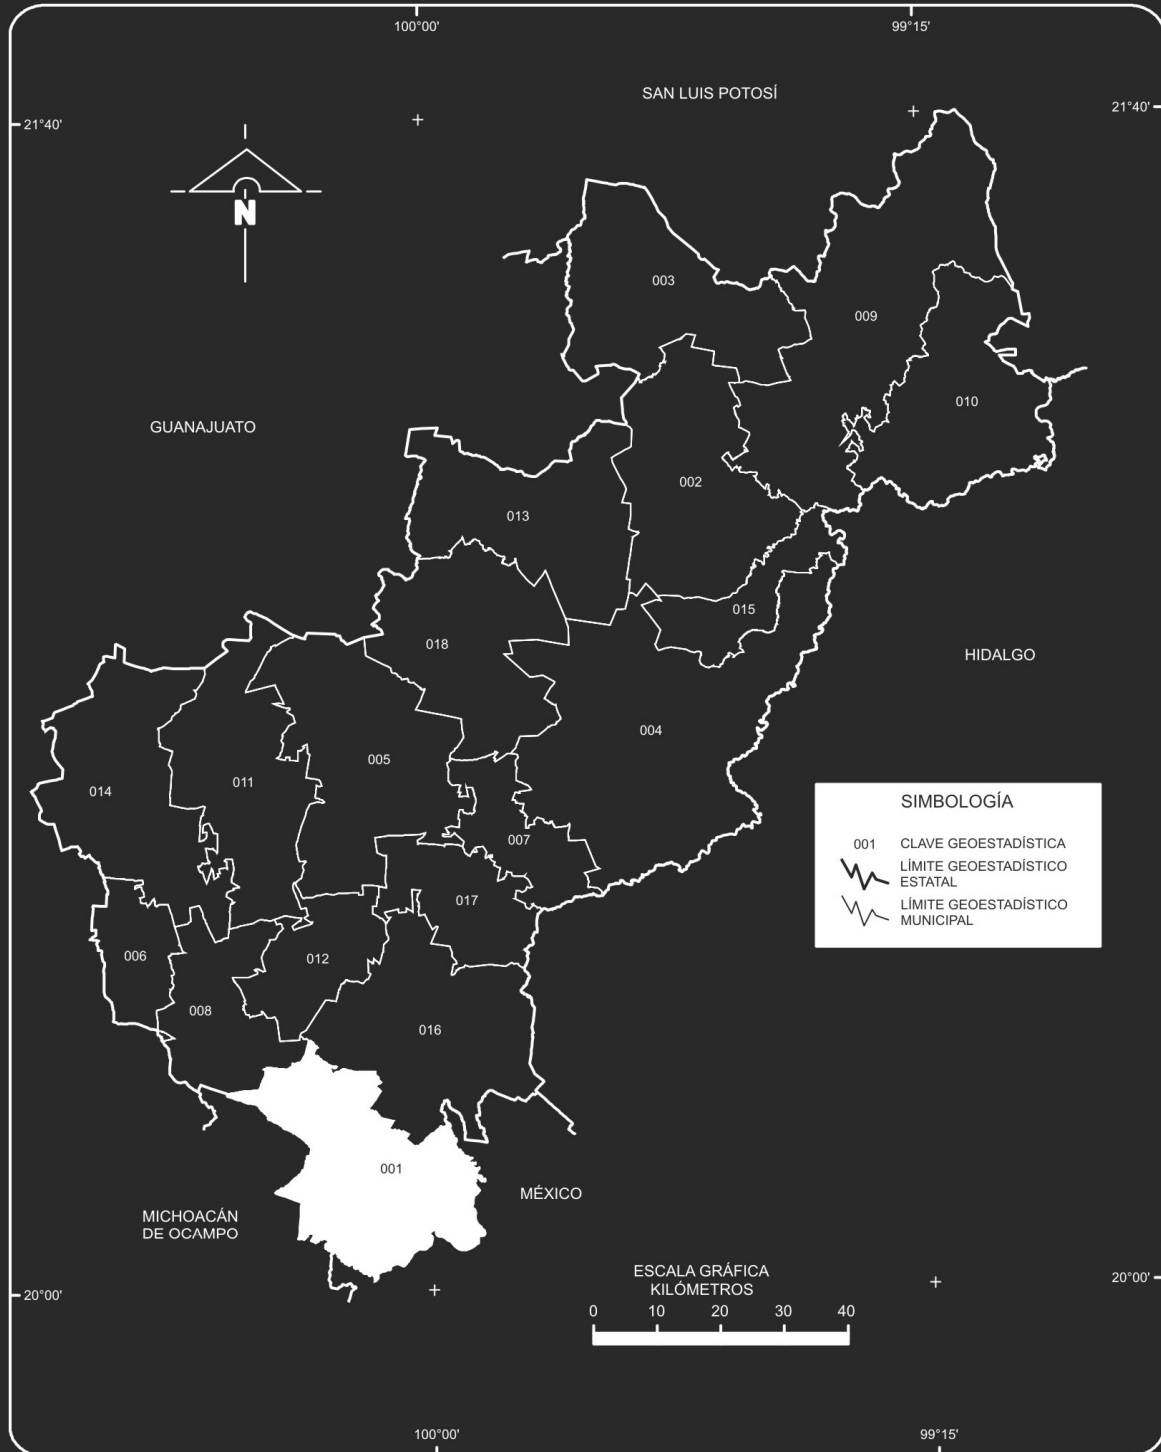 100°00'
99°15'
SAN LUIS POTOSÍ
21°40'
21°40'
N
003
009
010
GUANAJUATO
002
013
015
018
HIDALGO
004
005
011
014
SIMBOLOGÍA
001 CLAVE GEOESTADÍSTICA
LÍMITE GEOESTADÍSTICO
ESTATAL
LÍMITE GEOESTADÍSTICO
MUNICIPAL
007
017
006
012
008
016
001
MÉXICO
MICHOACÁN
DE OCAMPO
ESCALA GRÁFICA
KILÓMETROS
0 10 20 30 40
20°00'
20°00'
100°00'
99°15'